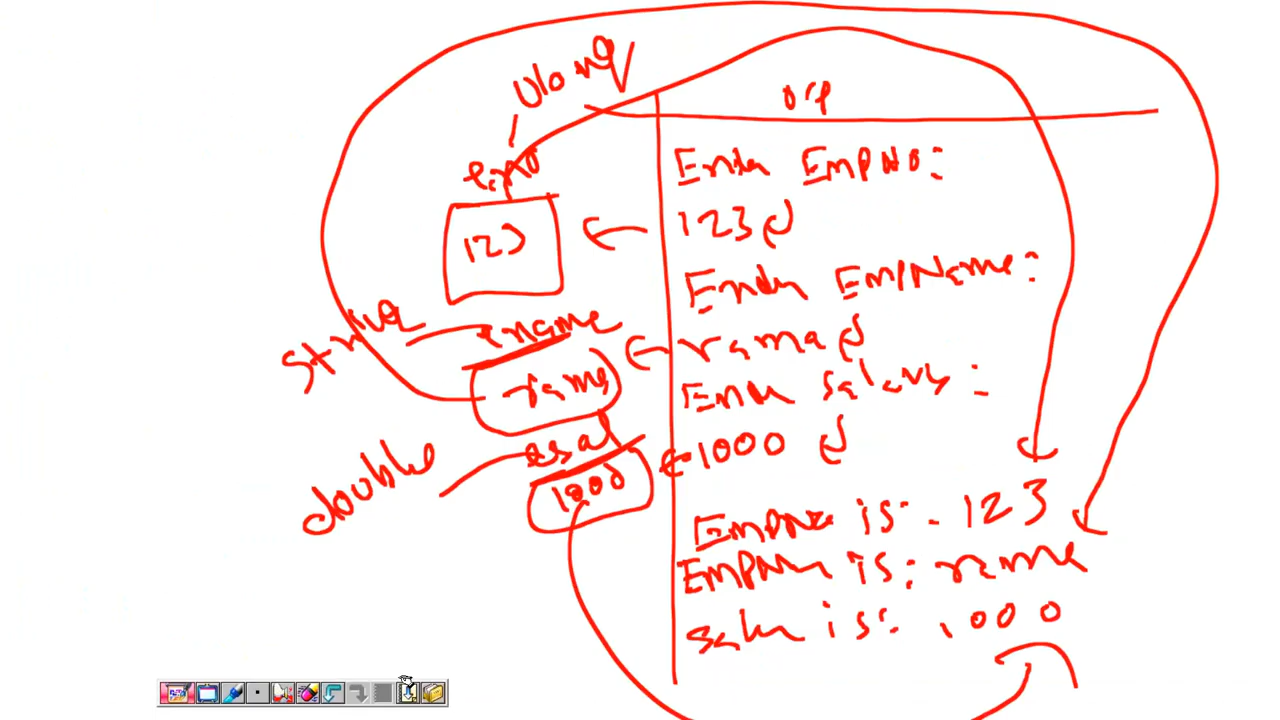 Ulong
O/P
eno
Enter EmpNo:
123
123
Enter EmpName:
string
ename
rama
rama
Enter salary:
esal
double
1000
1000
EmpNo is: 123
EmpName is: rama
salary is: 1000